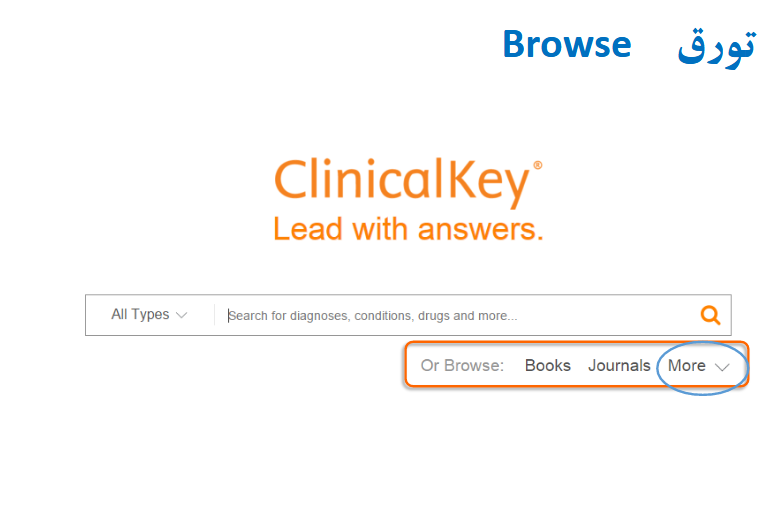 تورق Browse
ClinicalKey®
Lead with answers.
All Types Search for diagnoses, conditions, drugs and more...
Or Browse: Books Journals More